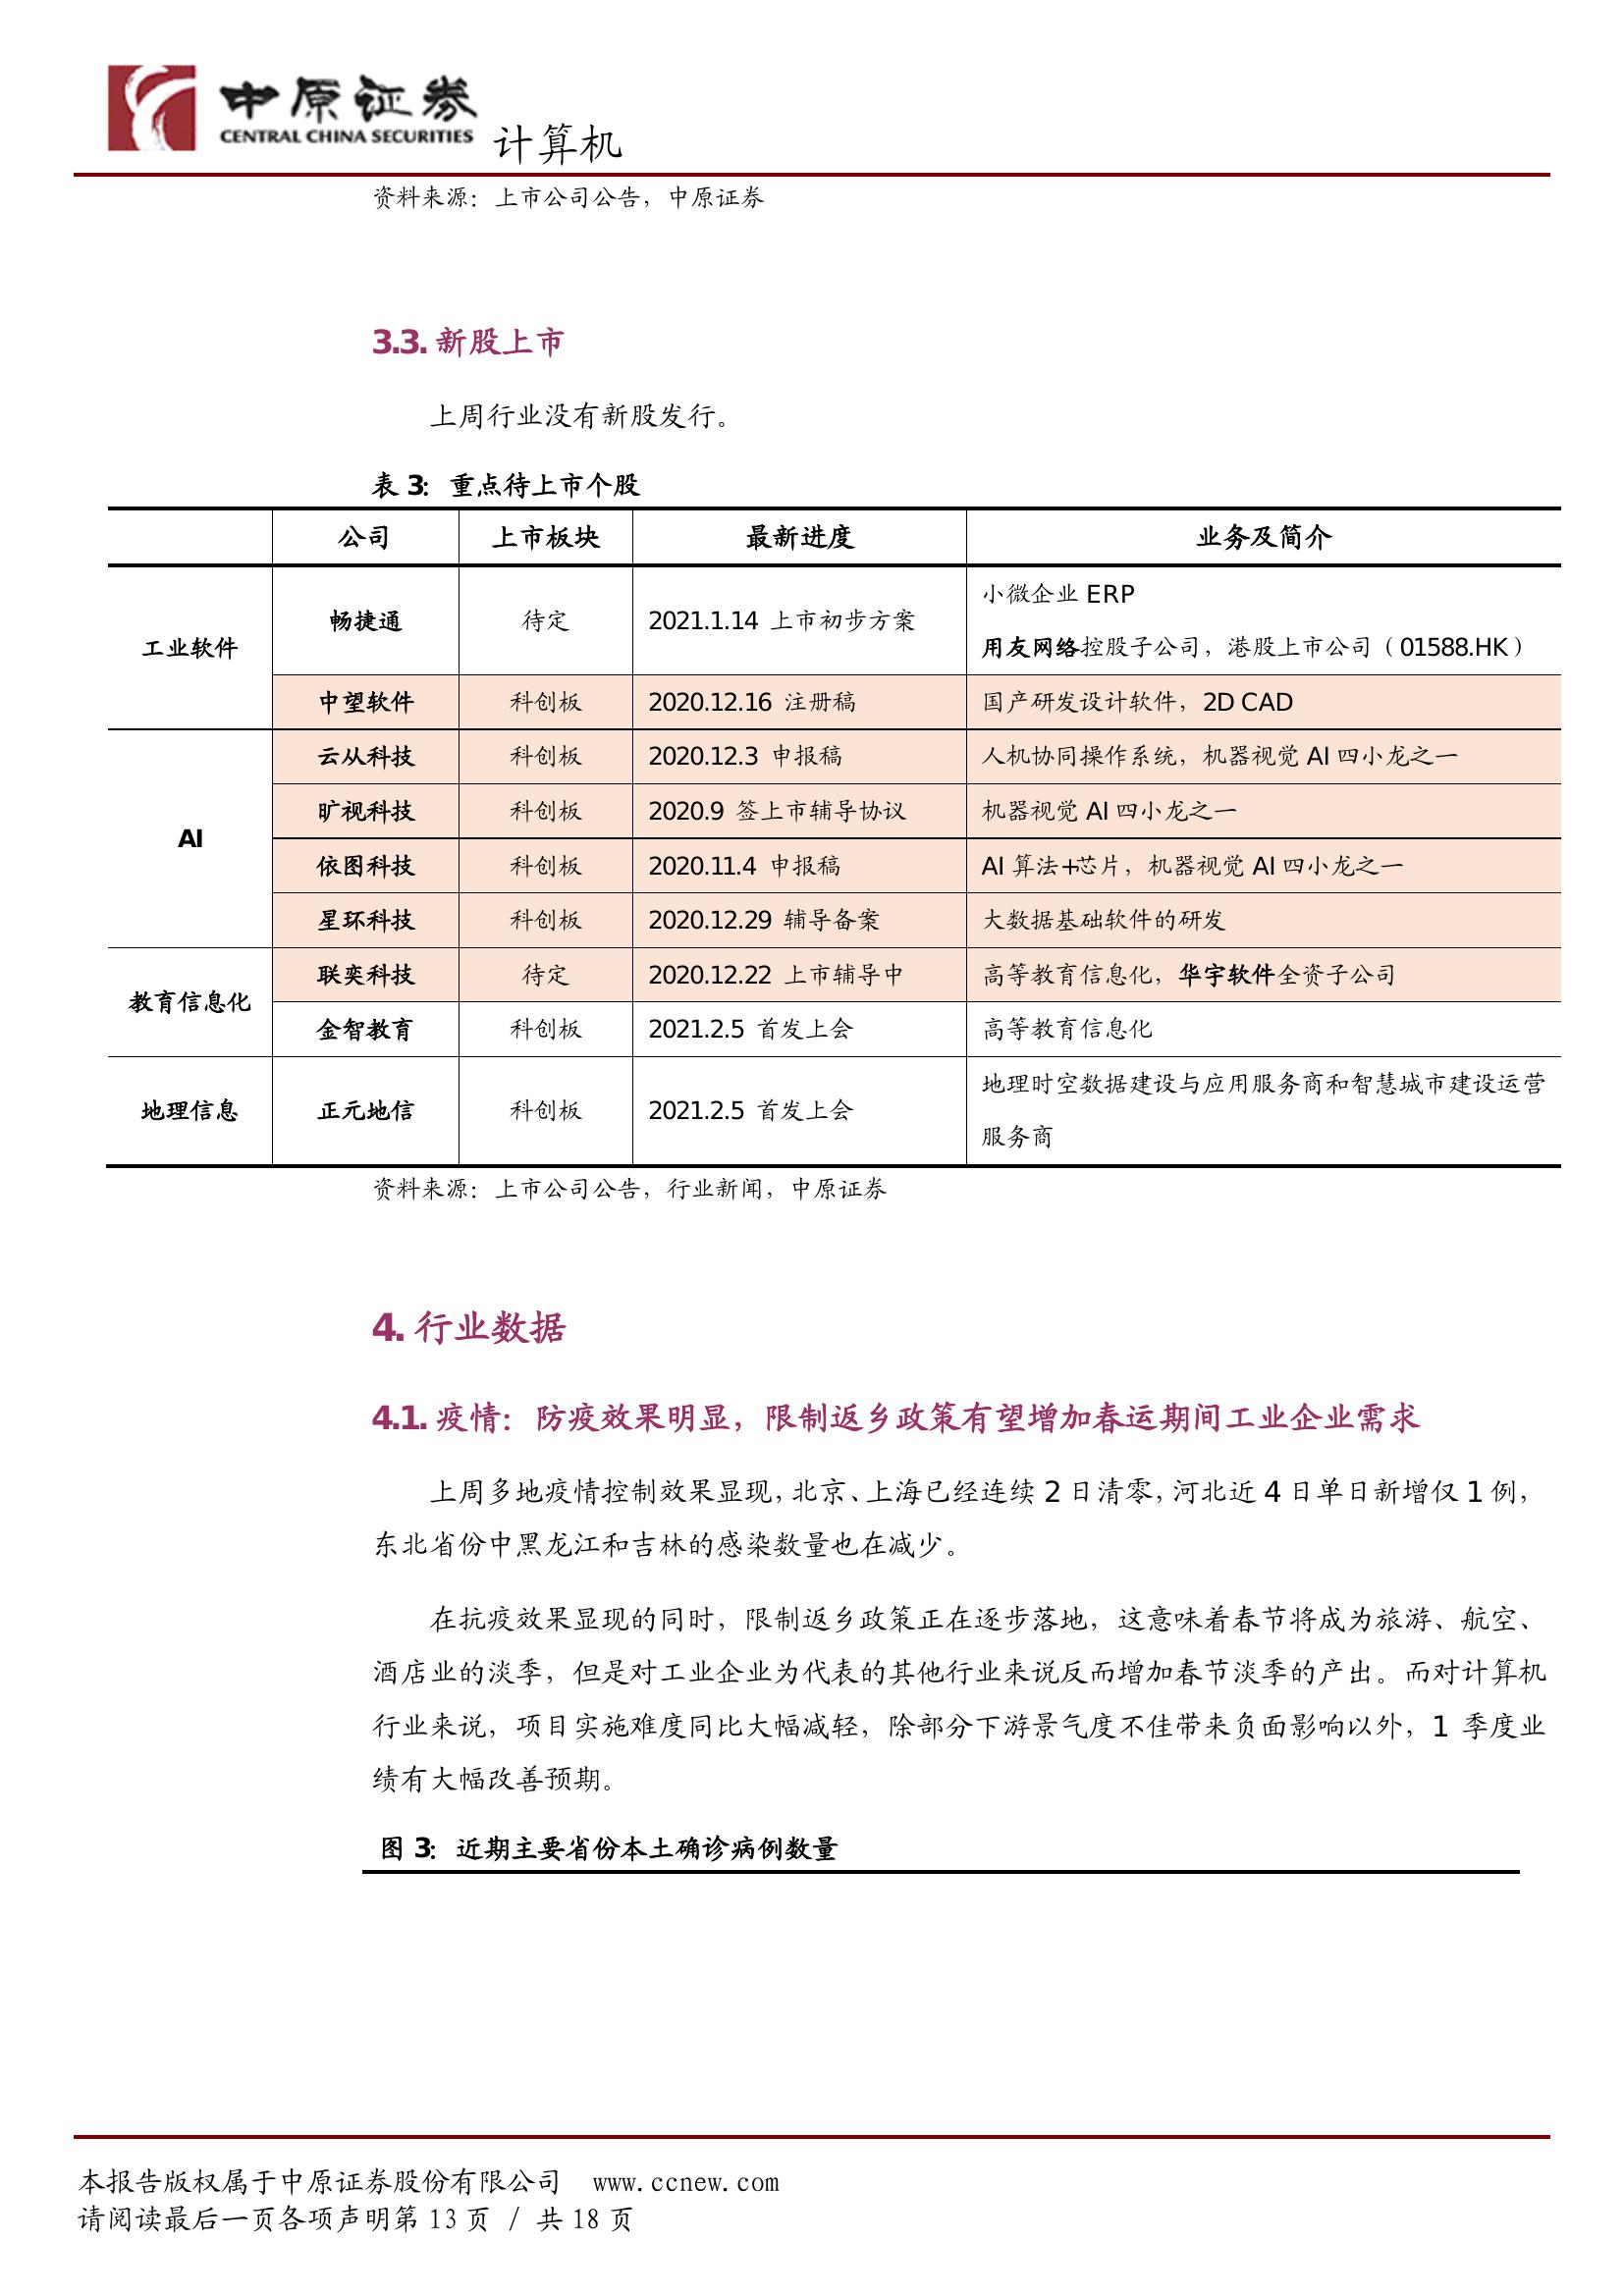 中原证券
CENTRAL CHINA SECURITIES
计算机
资料来源：上市公司公告，中原证券
3.3. 新股上市
上周行业没有新股发行。
表 3：重点待上市个股
公司 上市板块 最新进度 业务及简介
工业软件 畅捷通 待定 2021.1.14 上市初步方案 小微企业 ERP
用友网络控股子公司，港股上市公司（01588.HK）
中望软件 科创板 2020.12.16 注册稿 国产研发设计软件，2D CAD
AI 云从科技 科创板 2020.12.3 申报稿 人机协同操作系统，机器视觉 AI 四小龙之一
旷视科技 科创板 2020.9 签上市辅导协议 机器视觉 AI 四小龙之一
依图科技 科创板 2020.11.4 申报稿 AI 算法+芯片，机器视觉 AI 四小龙之一
星环科技 科创板 2020.12.29 辅导备案 大数据基础软件的研发
教育信息化 联奕科技 待定 2020.12.22 上市辅导中 高等教育信息化，华宇软件全资子公司
金智教育 科创板 2021.2.5 首发上会 高等教育信息化
地理信息 正元地信 科创板 2021.2.5 首发上会 地理时空数据建设与应用服务商和智慧城市建设运营
服务商
资料来源：上市公司公告，行业新闻，中原证券
4. 行业数据
4.1. 疫情：防疫效果明显，限制返乡政策有望增加春运期间工业企业需求
上周多地疫情控制效果显现，北京、上海已经连续 2 日清零，河北近 4 日单日新增仅 1 例，
东北省份中黑龙江和吉林的感染数量也在减少。
在抗疫效果显现的同时，限制返乡政策正在逐步落地，这意味着春节将成为旅游、航空、
酒店业的淡季，但是对工业企业为代表的其他行业来说反而增加春节淡季的产出。而对计算机
行业来说，项目实施难度同比大幅减轻，除部分下游景气度不佳带来负面影响以外，1 季度业
绩有大幅改善预期。
图 3：近期主要省份本土确诊病例数量
本报告版权属于中原证券股份有限公司 www.ccnew.com
请阅读最后一页各项声明第 13 页 / 共 18 页